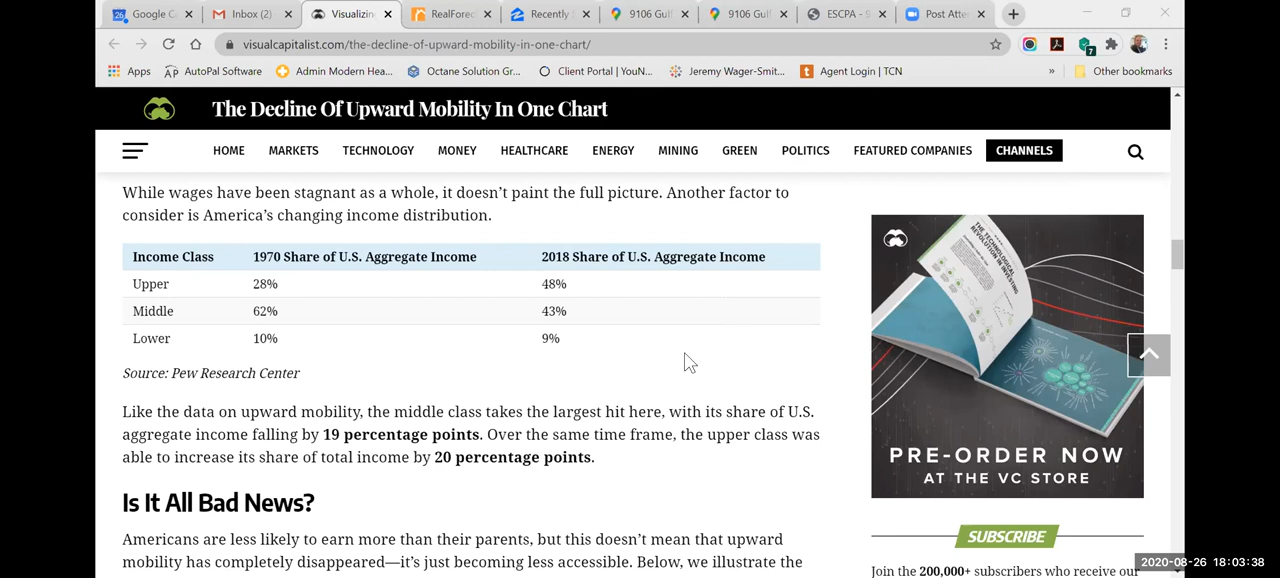 26 Google C
Inbox (2)
Visualizin
RealForec
Recently S
9106 Gulf
9106 Gulf
ESCPA - 9
Post Atte
visualcapitalist.com/the-decline-of-upward-mobility-in-one-chart/
7
Apps
AutoPal Software
Admin Modern Hea...
Octane Solution Gr...
Client Portal | YouN...
Jeremy Wager-Smit...
Agent Login | TCN
»
Other bookmarks
The Decline Of Upward Mobility In One Chart
HOME MARKETS TECHNOLOGY MONEY HEALTHCARE ENERGY MINING GREEN POLITICS FEATURED COMPANIES CHANNELS
While wages have been stagnant as a whole, it doesn't paint the full picture. Another factor to
consider is America's changing income distribution.
Income Class 1970 Share of U.S. Aggregate Income 2018 Share of U.S. Aggregate Income
Upper 28% 48%
Middle 62% 43%
Lower 10% 9%
Source: Pew Research Center
Like the data on upward mobility, the middle class takes the largest hit here, with its share of U.S.
aggregate income falling by 19 percentage points. Over the same time frame, the upper class was
able to increase its share of total income by 20 percentage points.
Is It All Bad News?
Americans are less likely to earn more than their parents, but this doesn't mean that upward
mobility has completely disappeared—it's just becoming less accessible. Below, we illustrate the
THE TECHNOLOGICAL
REVOLUTION IN INVESTING
PRE-ORDER NOW
AT THE VC STORE
SUBSCRIBE
Join the 200,000+ subscribers who receive our
2020-08-26 18:03:38